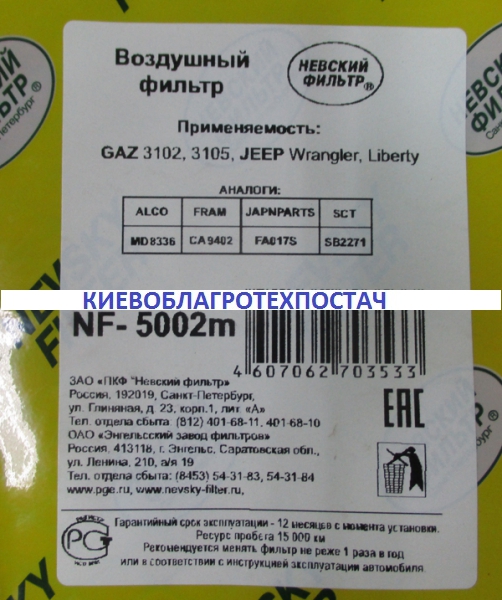 Воздушный
фильтр
НЕВСКИЙ
ФИЛЬТР®
Применяемость:
GAZ 3102, 3105, JEEP Wrangler, Liberty
АНАЛОГИ:
ALCO FRAM JAPNPARTS SCT
MD8336 CA9402 FA017S SB2271
КИЕВОБЛАГРОТЕХПОСТАЧ
NF- 5002m
4 607062 703533
ЗАО «ПКФ "Невский фильтр»
Россия, 192019, Санкт-Петербург,
ул. Глиняная, д. 23, корп.1, лит. «А»
Тел. отдела сбыта: (812) 401-68-11, 401-68-10
ОАО «Энгельсский завод фильтров»
Россия, 413118, г. Энгельс, Саратовская обл.,
ул. Ленина, 210, а/я 19
Тел. отдела сбыта: (8453) 54-31-83, 54-31-84
www.pge.ru, www.nevsky-filter.ru,
EAC
Гарантийный срок эксплуатации - 12 месяцев с момента установки.
Ресурс пробега 15 000 км
Рекомендуется менять фильтр не реже 1 раза в год
или в соответствии с инструкцией эксплуатации автомобиля.